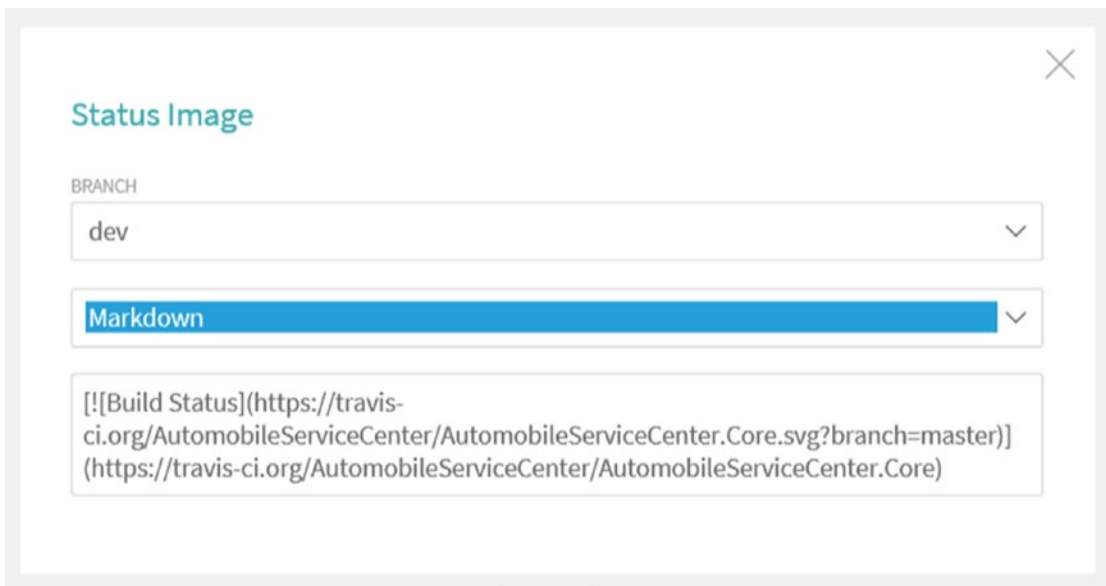 Status Image
BRANCH
dev
Markdown
[![Build Status](https://travis-
ci.org/AutomobileServiceCenter/AutomobileServiceCenter.Core.svg?branch=master)]
(https://travis-ci.org/AutomobileServiceCenter/AutomobileServiceCenter.Core)